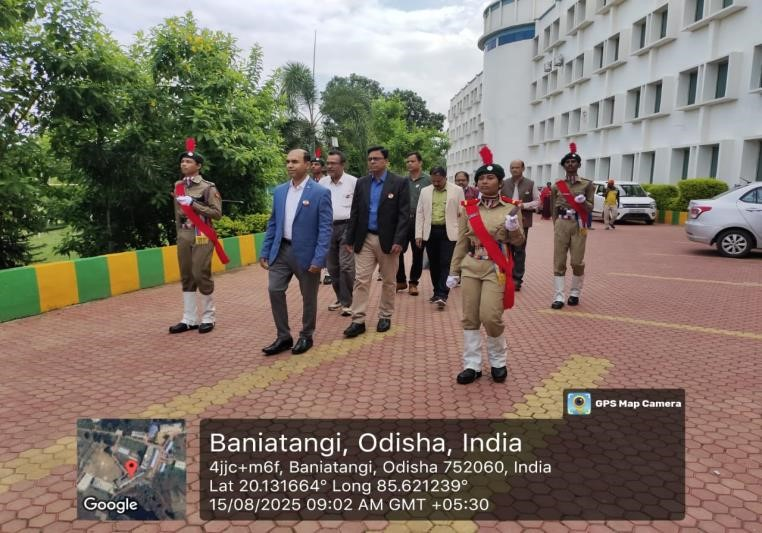 GPS Map Camera
Baniatangi, Odisha, India
4jjc+m6f, Baniatangi, Odisha 752060, India
Lat 20.131664° Long 85.621239°
15/08/2025 09:02 AM GMT +05:30
Google